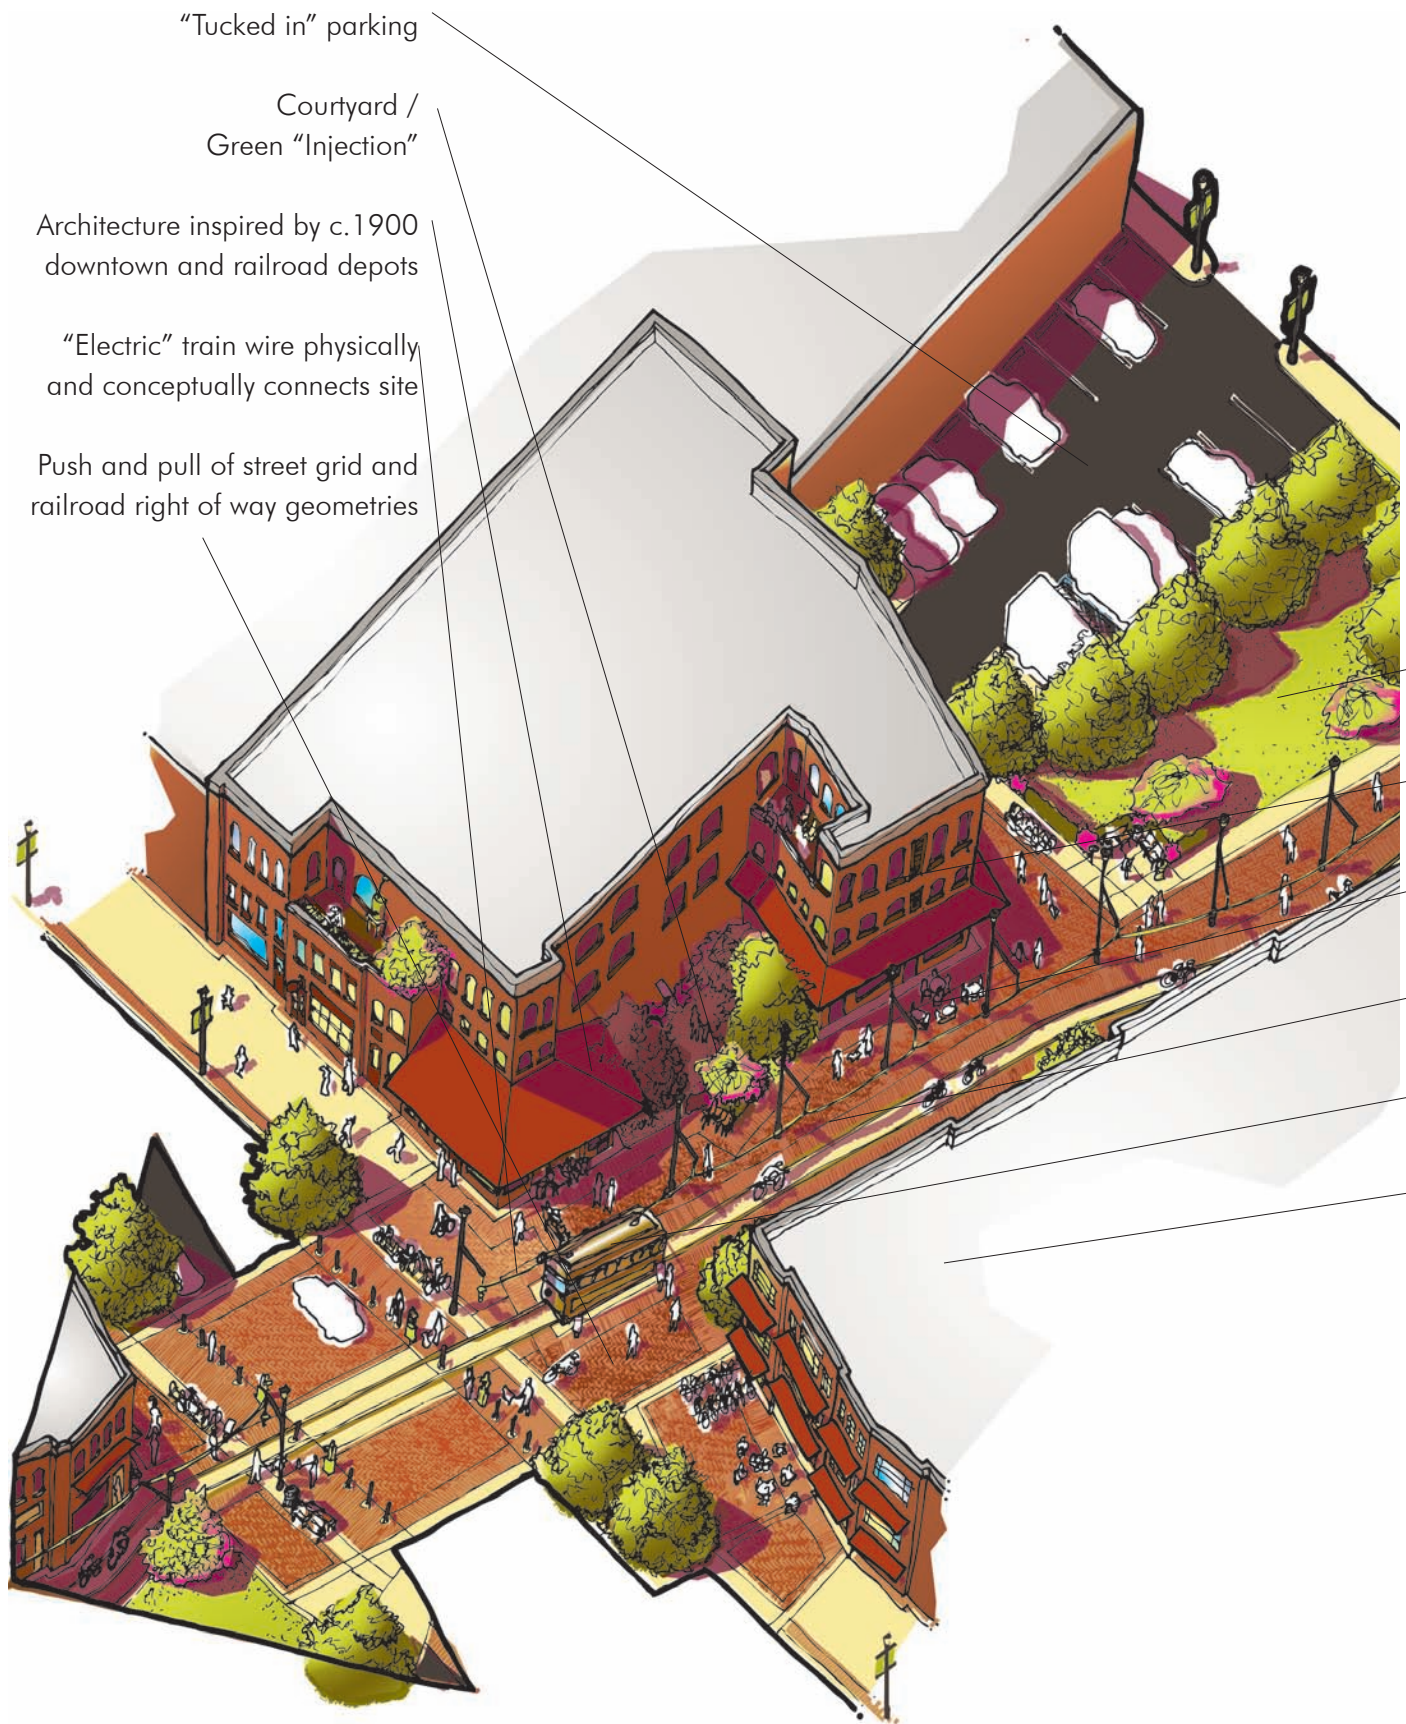 “Tucked in” parking
Courtyard /
Green “Injection”
Architecture inspired by c.1900
downtown and railroad depots
“Electric” train wire physically
and conceptually connects site
Push and pull of street grid and
railroad right of way geometries